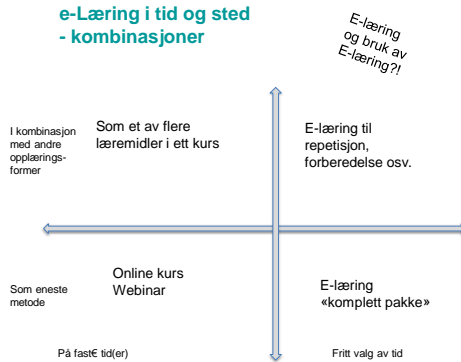 e-Læring i tid og sted
- kombinasjoner
E-læring
og bruk av
E-læring?!
I kombinasjon
med andre
opplærings-
former
Som et av flere
læremidler i ett kurs
E-læring til
repetisjon,
forberedelse osv.
Som eneste
metode
Online kurs
Webinar
E-læring
«komplett pakke»
På fast€ tid(er)
Fritt valg av tid